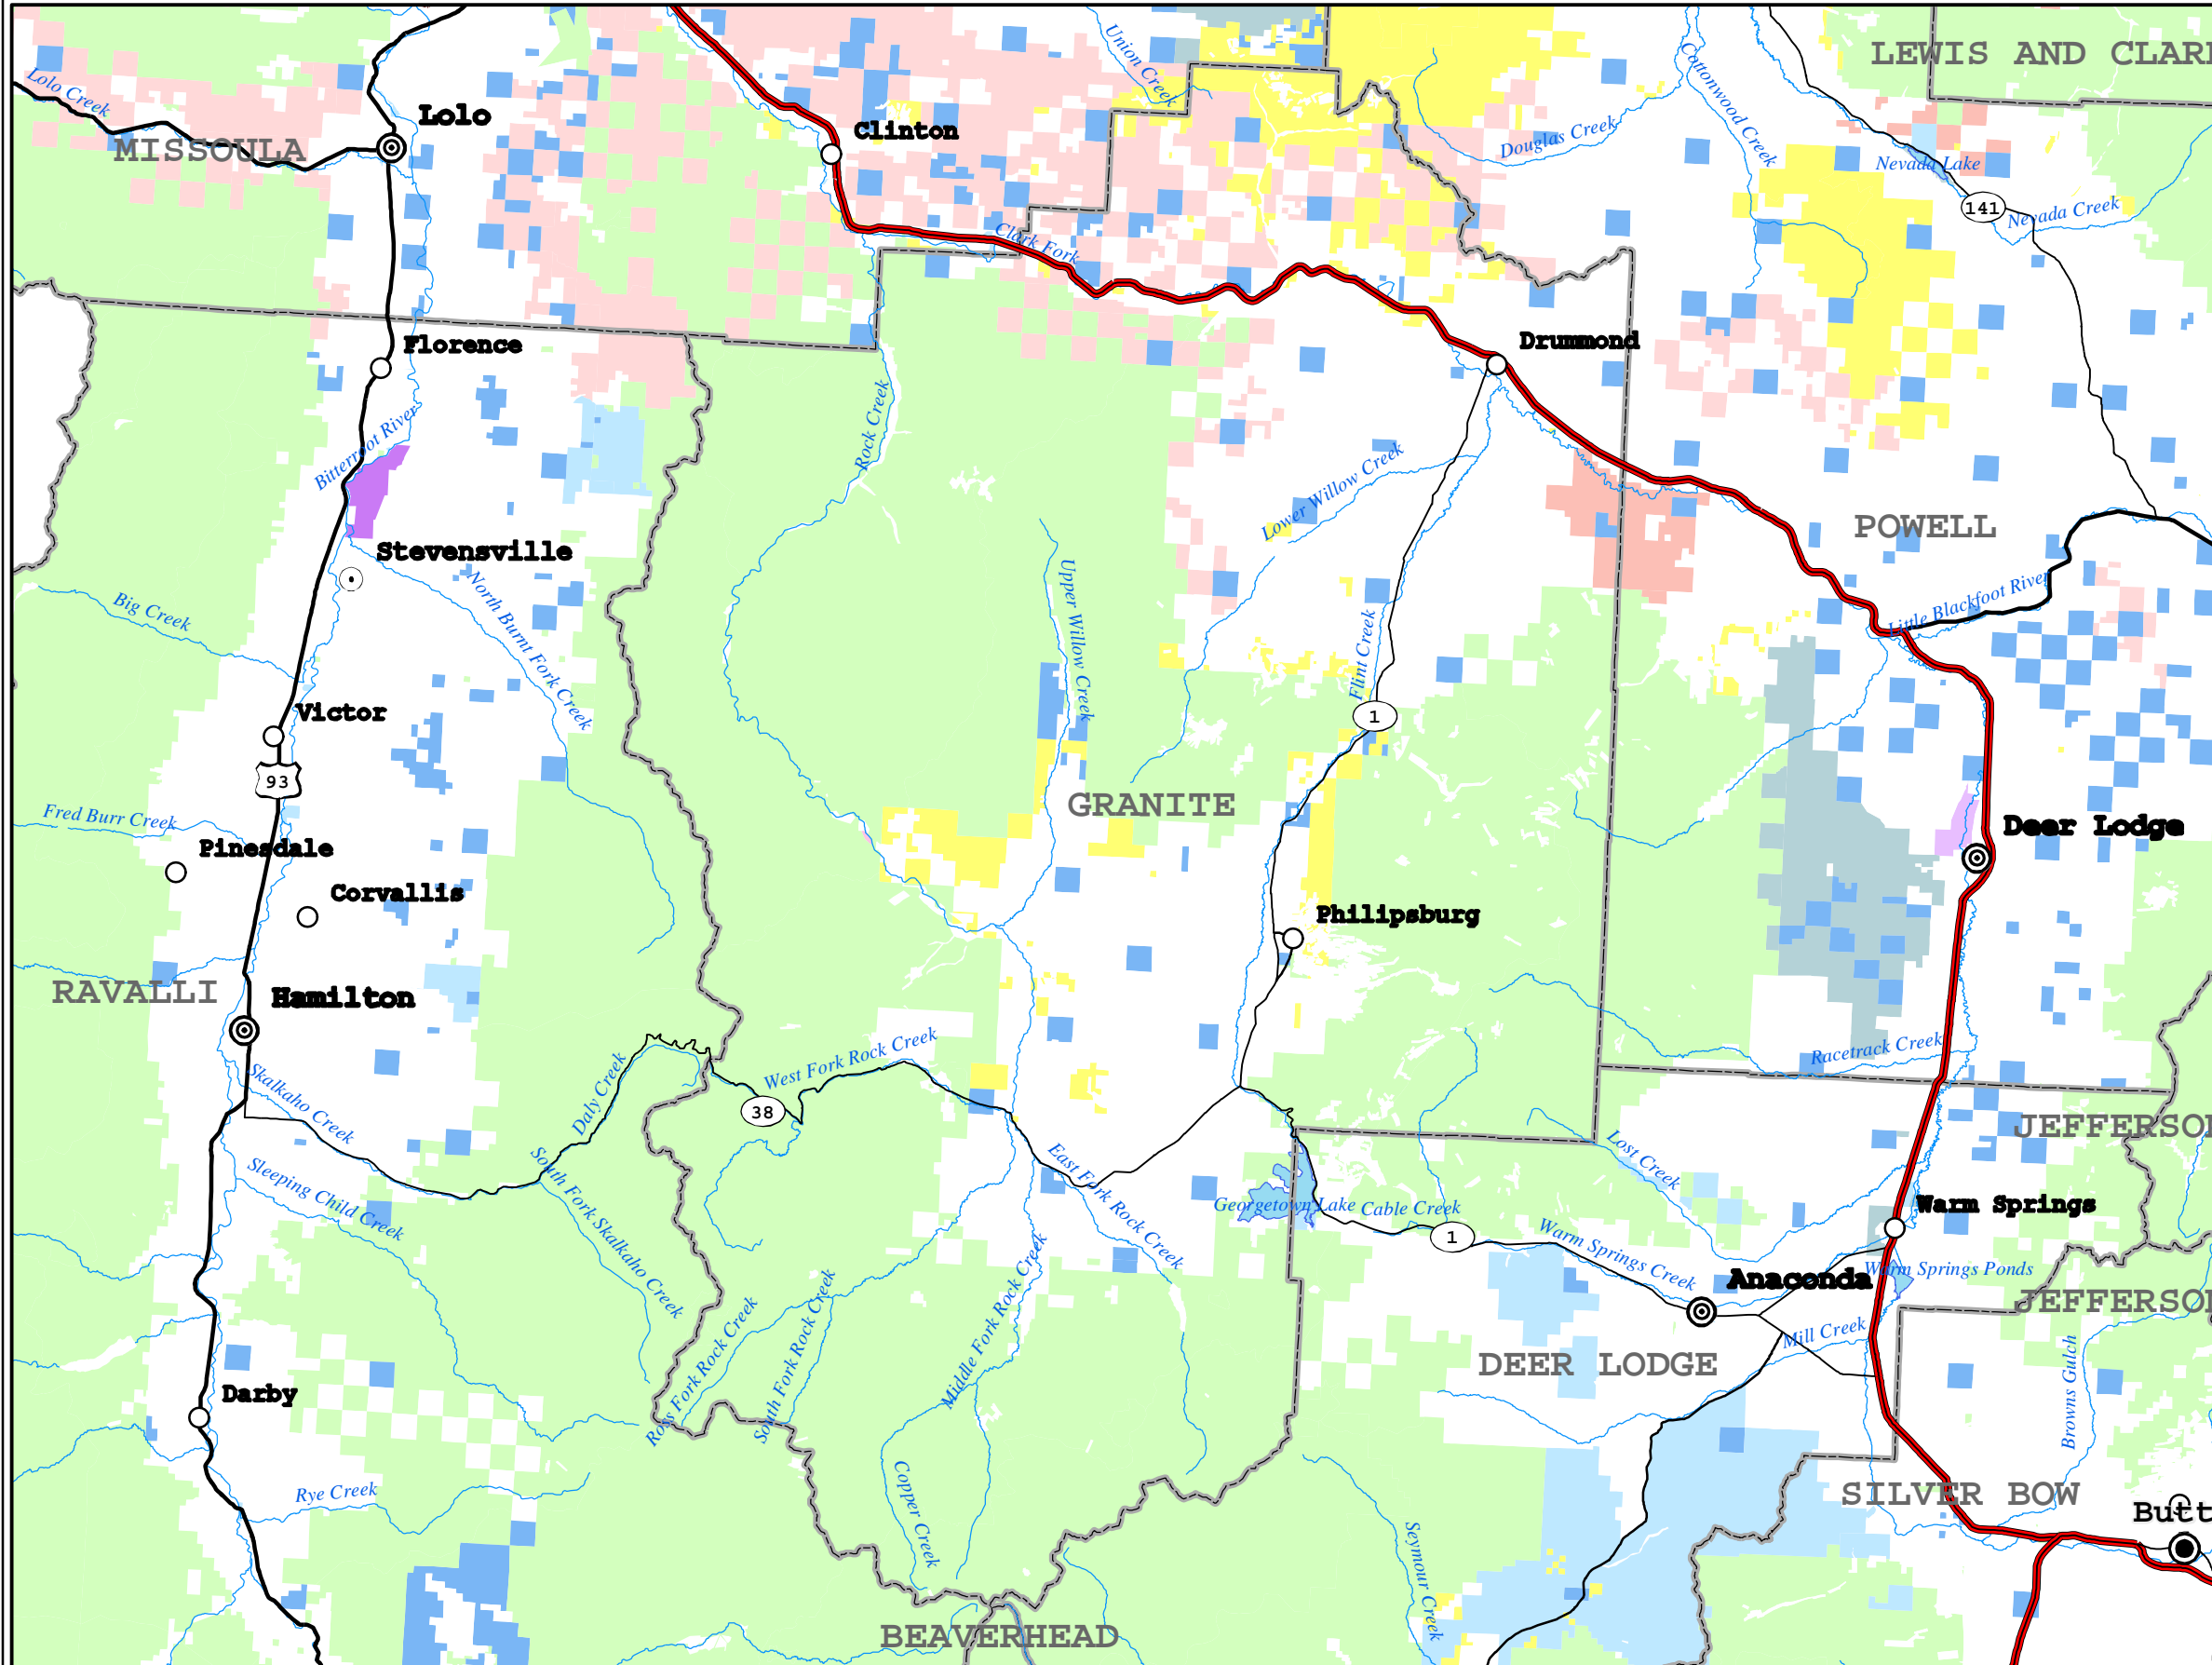 LEWIS AND CLAR
Union Creek
Cottonwood Creek
Lolo Creek
Lolo
Clinton
Douglas Creek
MISSOULA
Nevada Lake
141
Nevada Creek
Clark Fork
Florence
Drummond
Rock Creek
Bitterroot River
Lower Willow Creek
POWELL
Stevensville
North Burnt Fork Creek
Upper Willow Creek
Big Creek
Little Blackfoot River
Flint Creek
Victor
1
93
GRANITE
Fred Burr Creek
Deer Lodge
Pinesdale
Corvallis
Philipsburg
RAVALLI
Hamilton
Skalkaho Creek
Daly Creek
West Fork Rock Creek
Racetrack Creek
38
JEFFERSO
Sleeping Child Creek
South Fork Skalkaho Creek
East Fork Rock Creek
Lost Creek
Georgetown Lake
Cable Creek
Warm Springs
1
Warm Springs Creek
Anaconda
Warm Springs Ponds
JEFFERSO
Ross Fork Rock Creek
South Fork Rock Creek
Middle Fork Rock Creek
Mill Creek
DEER LODGE
Browns Gulch
Darby
Rye Creek
Copper Creek
SILVER BOW
Butt
Seymour Creek
BEAVERHEAD